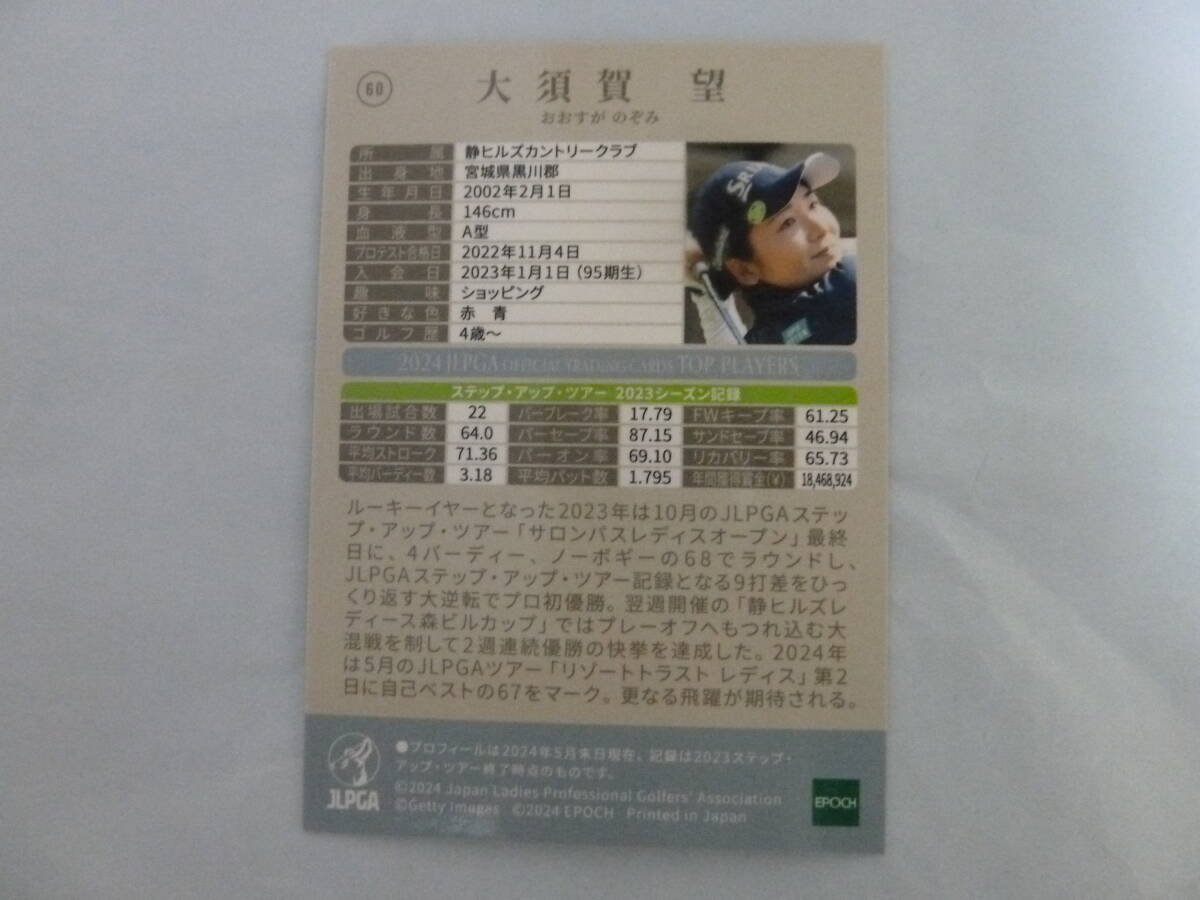 60
大須賀 望
おおすが のぞみ
所属 静ヒルズカントリークラブ
出身地 宮城県黒川郡
生年月日 2002年2月1日
身長 146cm
血液型 A型
プロテスト合格日 2022年11月4日
入会日 2023年1月1日（95期生）
趣味 ショッピング
好きな色 赤 青
ゴルフ歴 4歳～
SRI
2024 JLPGA OFFICIAL TRADING CARDS TOP PLAYERS
ステップ・アップ・ツアー 2023シーズン記録
出場試合数 22 パーブレーク率 17.79 FWキープ率 61.25
ラウンド数 64.0 パーセーブ率 87.15 サンドセーブ率 46.94
平均ストローク 71.36 パーオン率 69.10 リカバリー率 65.73
平均バーディー数 3.18 平均パット数 1.795 年間獲得賞金(¥) 18,468,924
ルーキーイヤーとなった2023年は10月のJLPGAステッ
プ・アップ・ツアー「サロンパスレディスオープン」最終
日に、4バーディー、ノーボギーの68でラウンドし、
JLPGAステップ・アップ・ツアー記録となる9打差をひっ
くり返す大逆転でプロ初優勝。翌週開催の「静ヒルズレ
ディース森ビルカップ」ではプレーオフへもつれ込む大
混戦を制して2週連続優勝の快挙を達成した。2024年
は5月のJLPGAツアー「リゾートトラスト レディス」第2
日に自己ベストの67をマーク。更なる飛躍が期待される。
JLPGA
●プロフィールは2024年5月末日現在、記録は2023ステップ・
アップ・ツアー終了時点のものです。
©2024 Japan Ladies Professional Golfers' Association
©Getty Images ©2024 EPOCH Printed in Japan
EPOCH